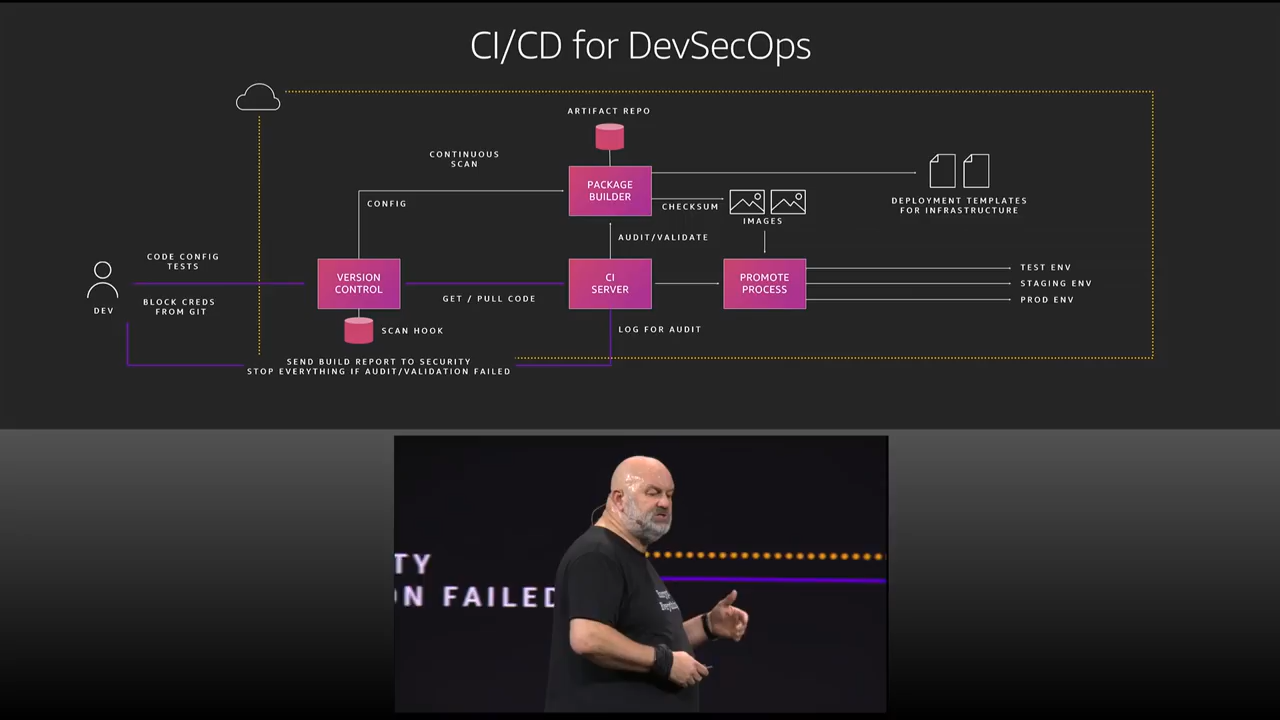 CI/CD for DevSecOps
ARTIFACT REPO
CONTINUOUS
SCAN
PACKAGE
BUILDER
CONFIG
CHECKSUM
IMAGES
DEPLOYMENT TEMPLATES
FOR INFRASTRUCTURE
AUDIT/VALIDATE
CODE CONFIG
TESTS
DEV
BLOCK CREDS
FROM GIT
VERSION
CONTROL
GET / PULL CODE
CI
SERVER
PROMOTE
PROCESS
TEST ENV
STAGING ENV
PROD ENV
SCAN HOOK
LOG FOR AUDIT
SEND BUILD REPORT TO SECURITY
STOP EVERYTHING IF AUDIT/VALIDATION FAILED
TY
ON FAILED